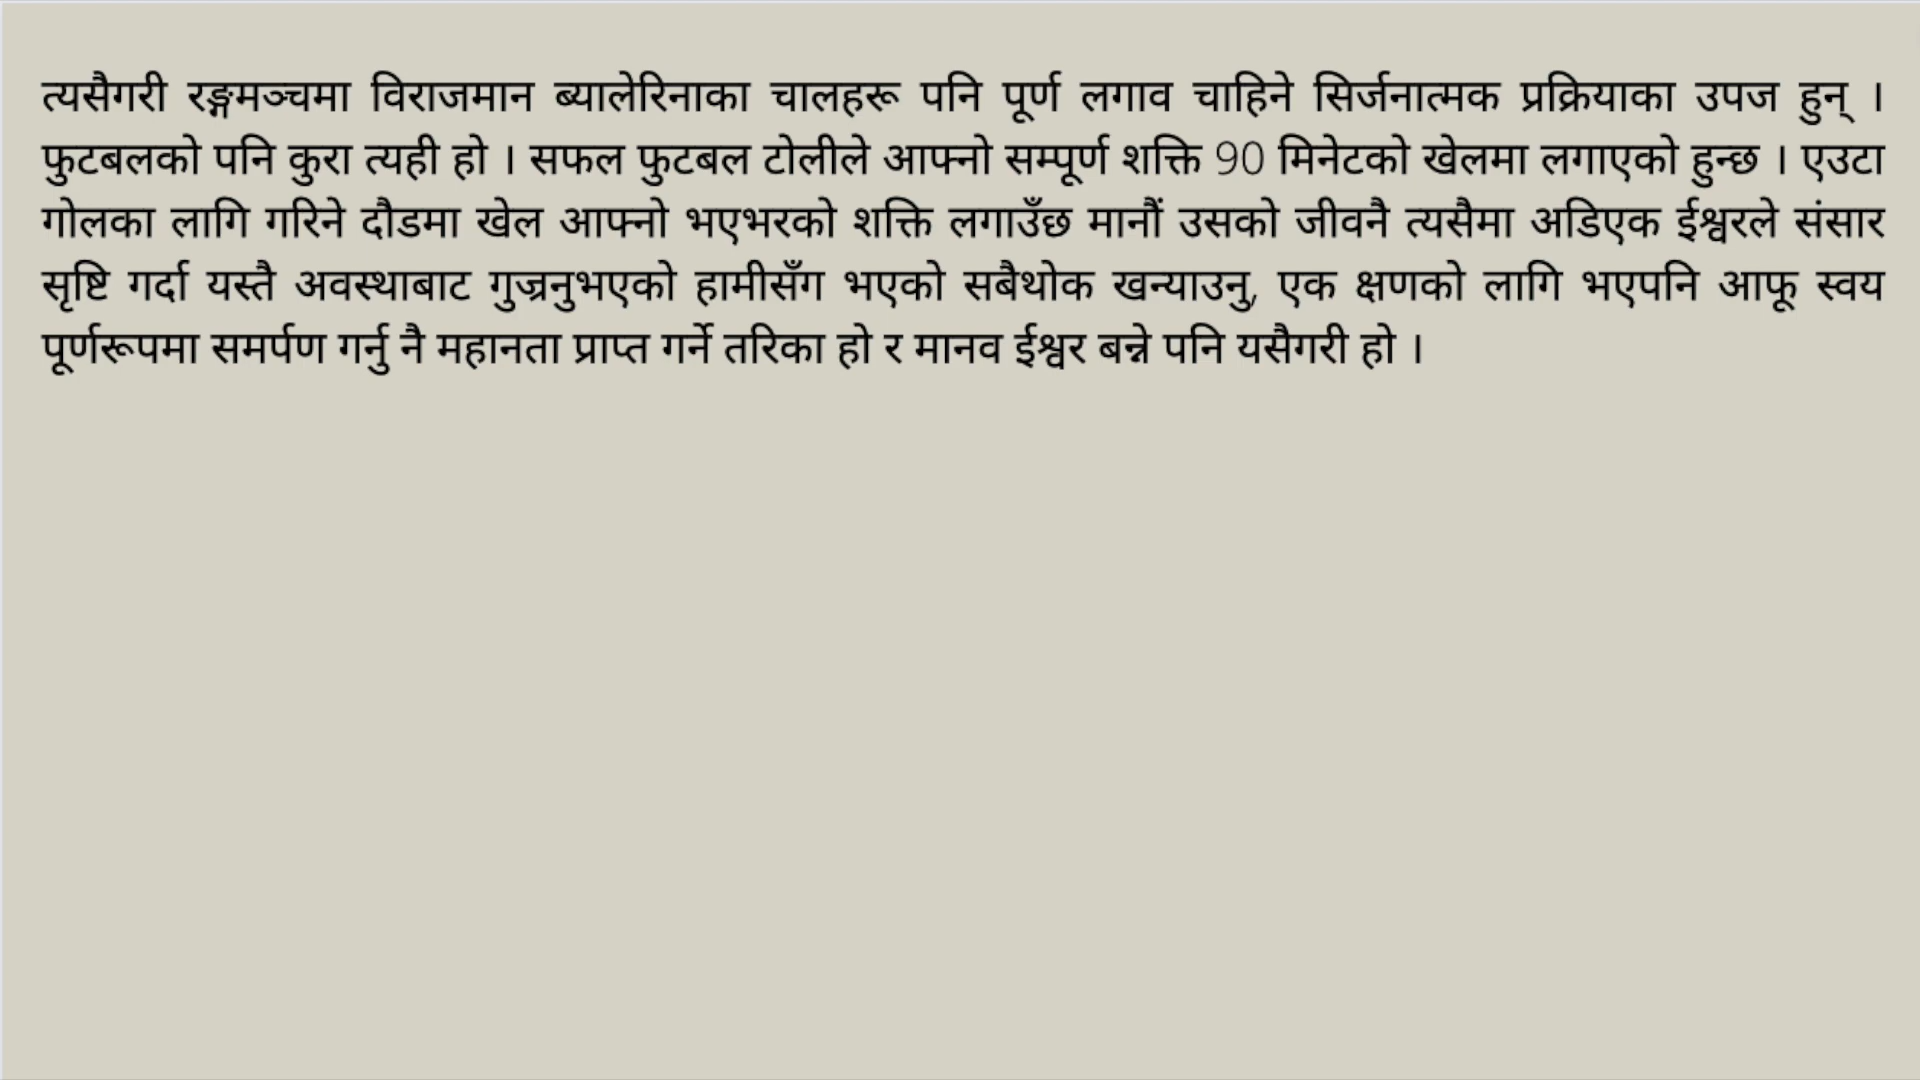 त्यसैगरी रङ्गमञ्चमा विराजमान ब्यालेरिनाका चालहरू पनि पूर्ण लगाव चाहिने सिर्जनात्मक प्रक्रियाका उपज हुन् ।
फुटबलको पनि कुरा त्यही हो । सफल फुटबल टोलीले आफ्नो सम्पूर्ण शक्ति 90 मिनेटको खेलमा लगाएको हुन्छ । एउटा
गोलका लागि गरिने दौडमा खेल आफ्नो भएभरको शक्ति लगाउँछ मानौं उसको जीवनै त्यसैमा अडिएक ईश्वरले संसार
सृष्टि गर्दा यस्तै अवस्थाबाट गुज्रनुभएको हामीसँग भएको सबैथोक खन्याउनु, एक क्षणको लागि भएपनि आफू स्वय
पूर्णरूपमा समर्पण गर्नु नै महानता प्राप्त गर्ने तरिका हो र मानव ईश्वर बन्ने पनि यसैगरी हो ।